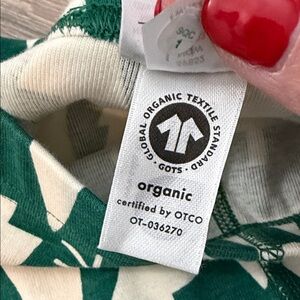 GLOBAL ORGANIC TEXTILE STANDARD
· GOTS ·
organic
certified by OTCO
OT-036270